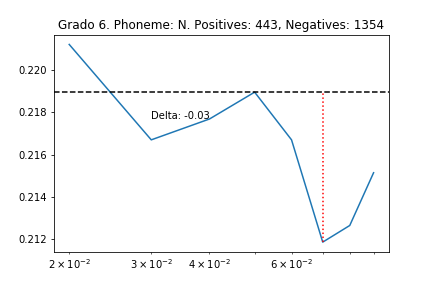 Grado 6. Phoneme: N. Positives: 443, Negatives: 1354
0.220
0.218
0.216
0.214
0.212
Delta: -0.03
2 × 10⁻² 3 × 10⁻² 4 × 10⁻² 6 × 10⁻²